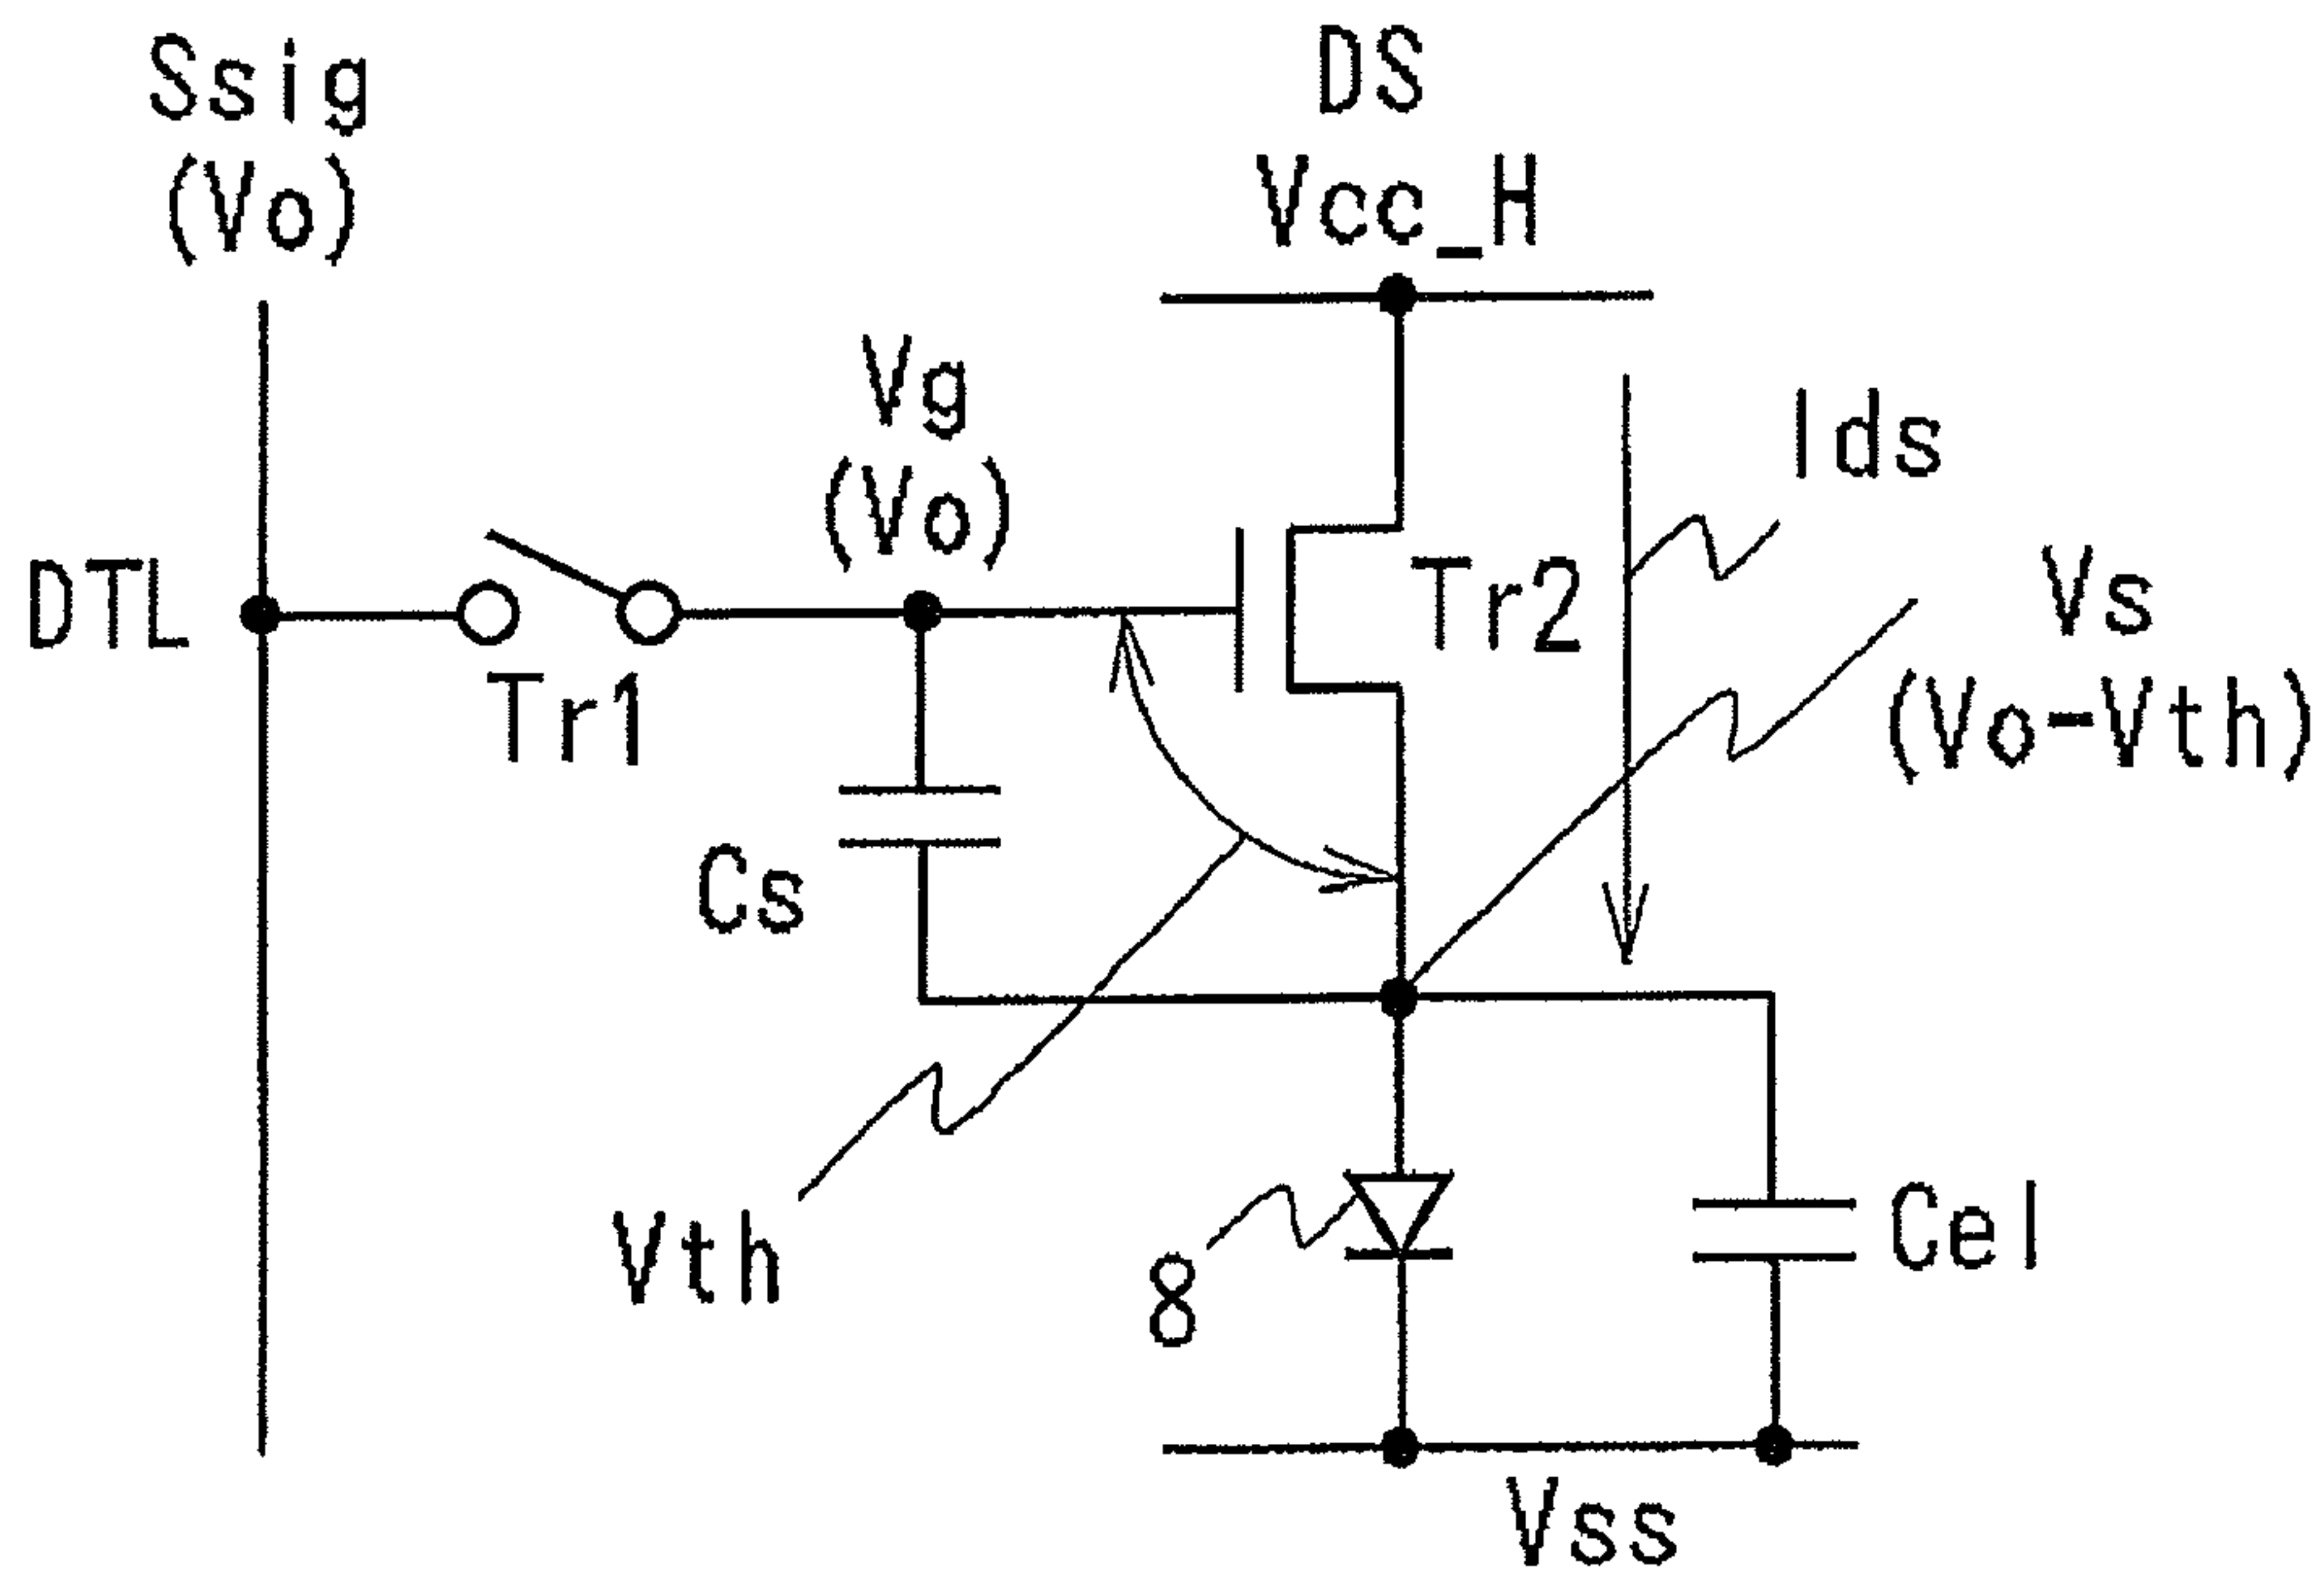 Ssig
(Vo)
DS
Vcc_H
Vg
(Vo)
Ids
DTL
Tr1
Tr2
Vs
(Vo-Vth)
Cs
Vth
8
Cel
Vss